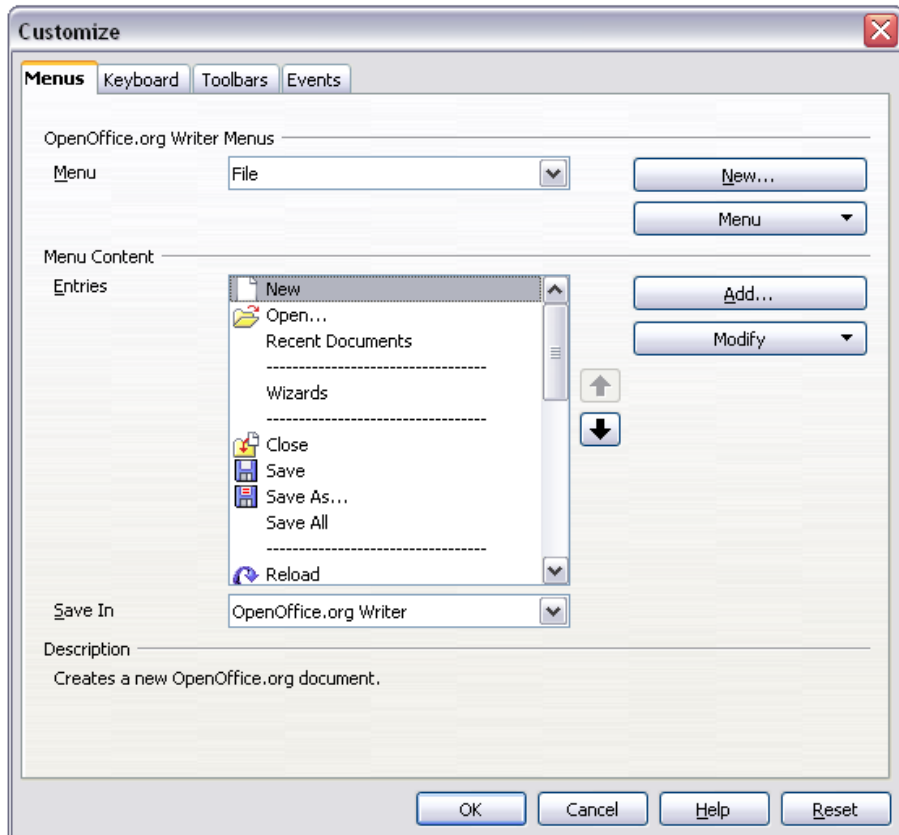 Customize
Menus Keyboard Toolbars Events
OpenOffice.org Writer Menus
Menu File New...
Menu
Menu Content
Entries New Add...
Open...
Recent Documents Modify
----------------------------------
Wizards
----------------------------------
Close
Save
Save As...
Save All
----------------------------------
Reload
Save In OpenOffice.org Writer
Description
Creates a new OpenOffice.org document.
OK Cancel Help Reset